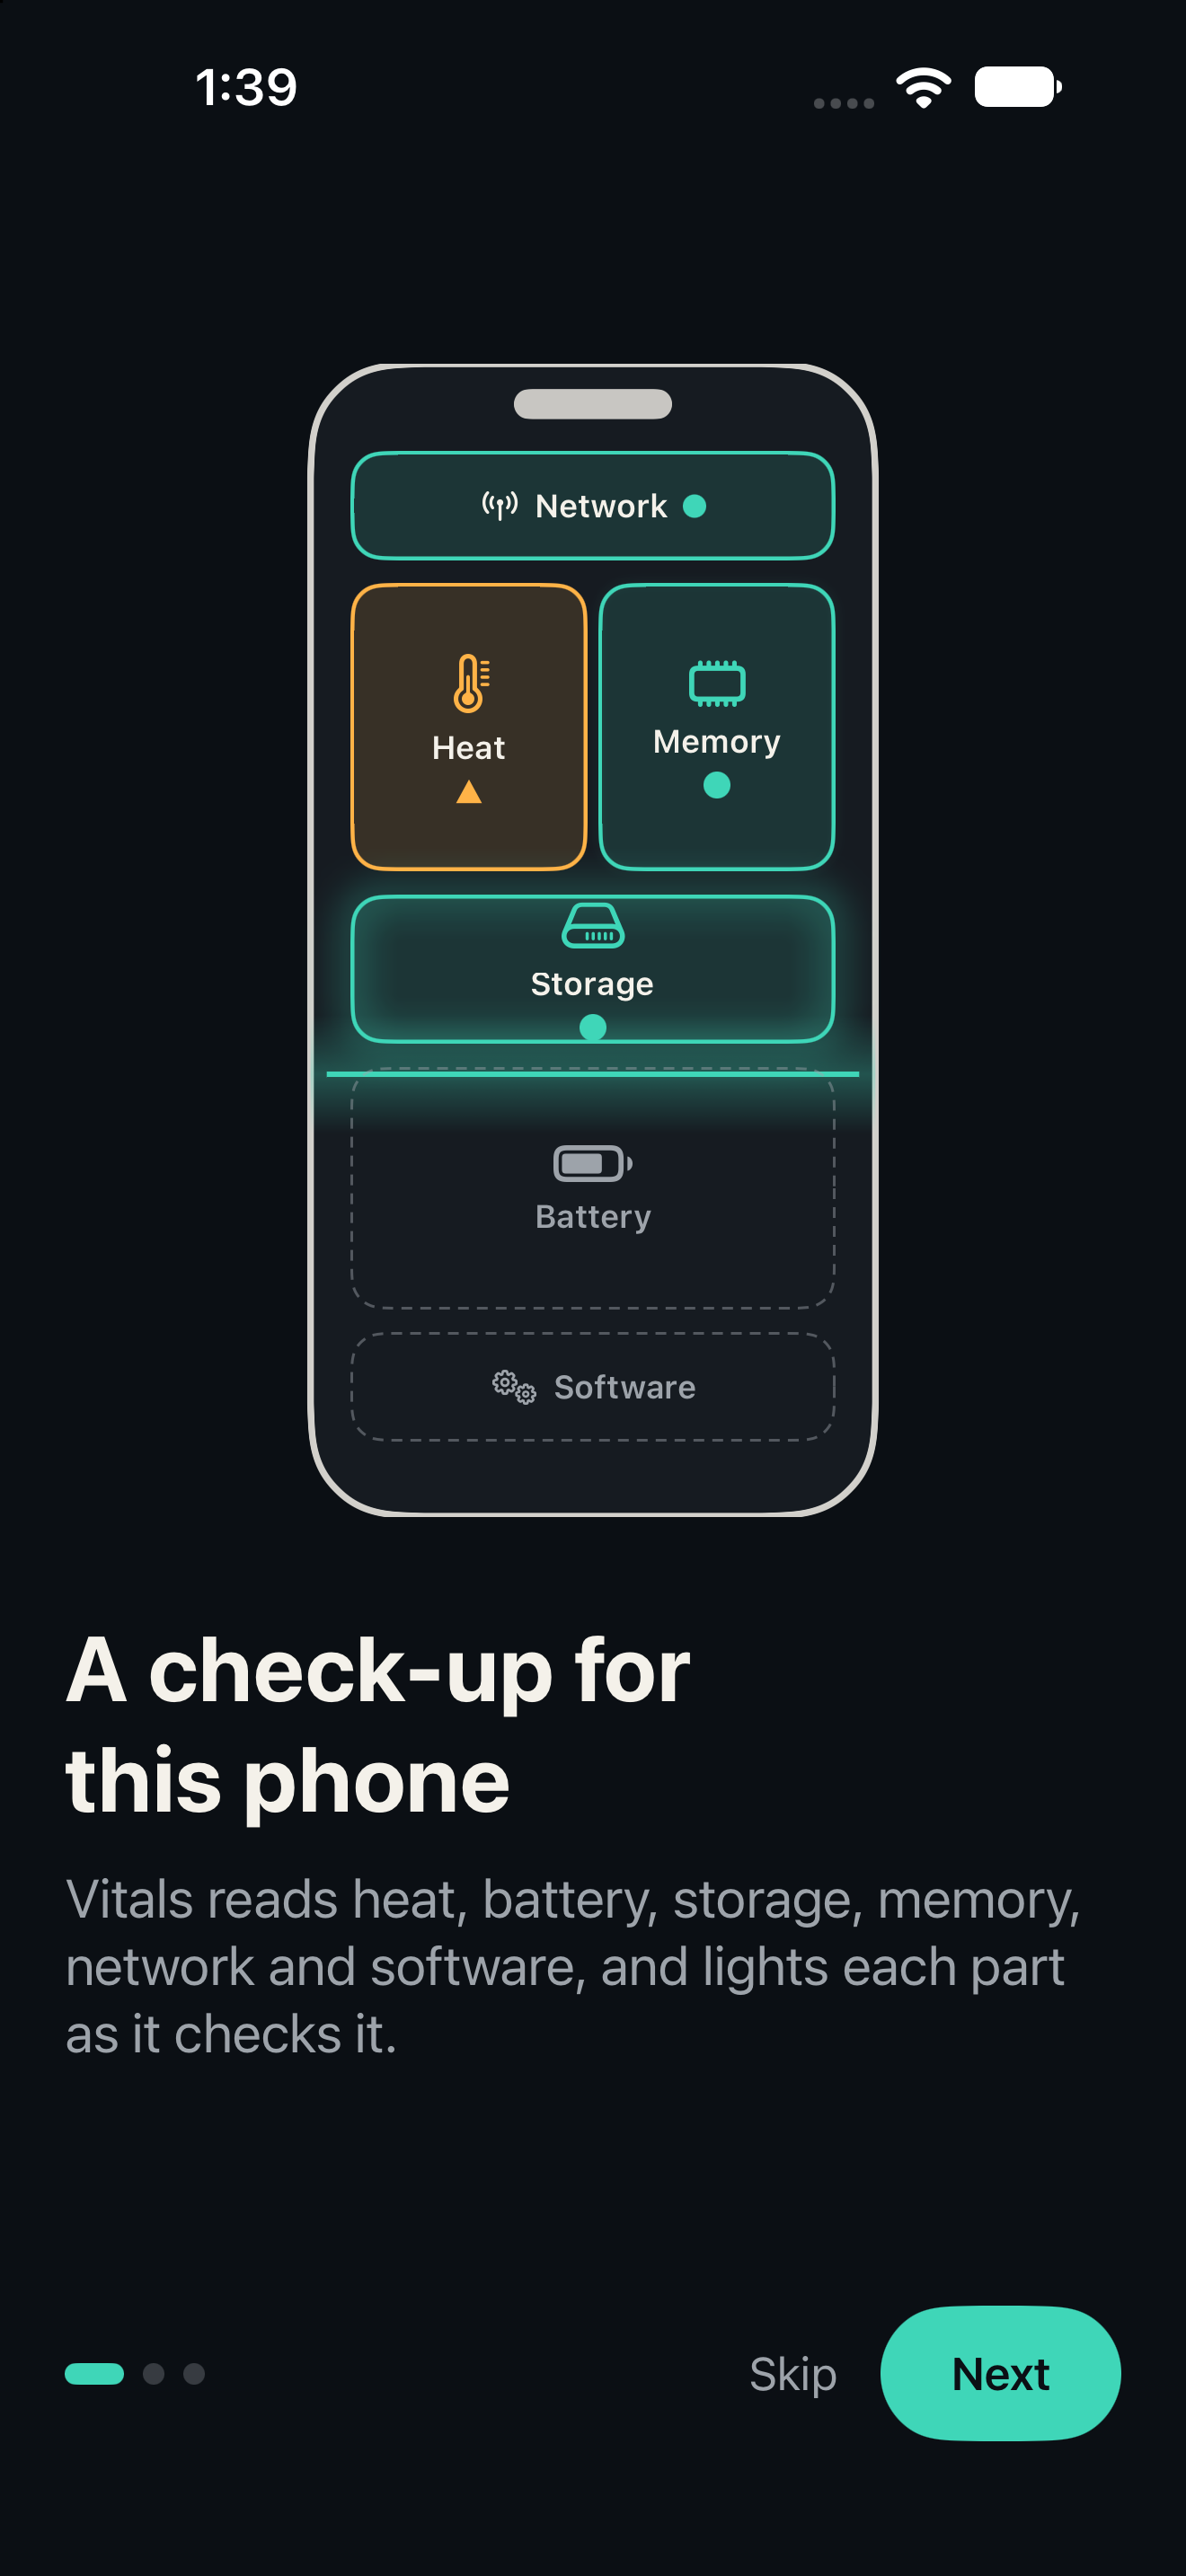 1:39
Network
Heat
Memory
Storage
Battery
Software
A check-up for
this phone
Vitals reads heat, battery, storage, memory,
network and software, and lights each part
as it checks it.
Skip
Next